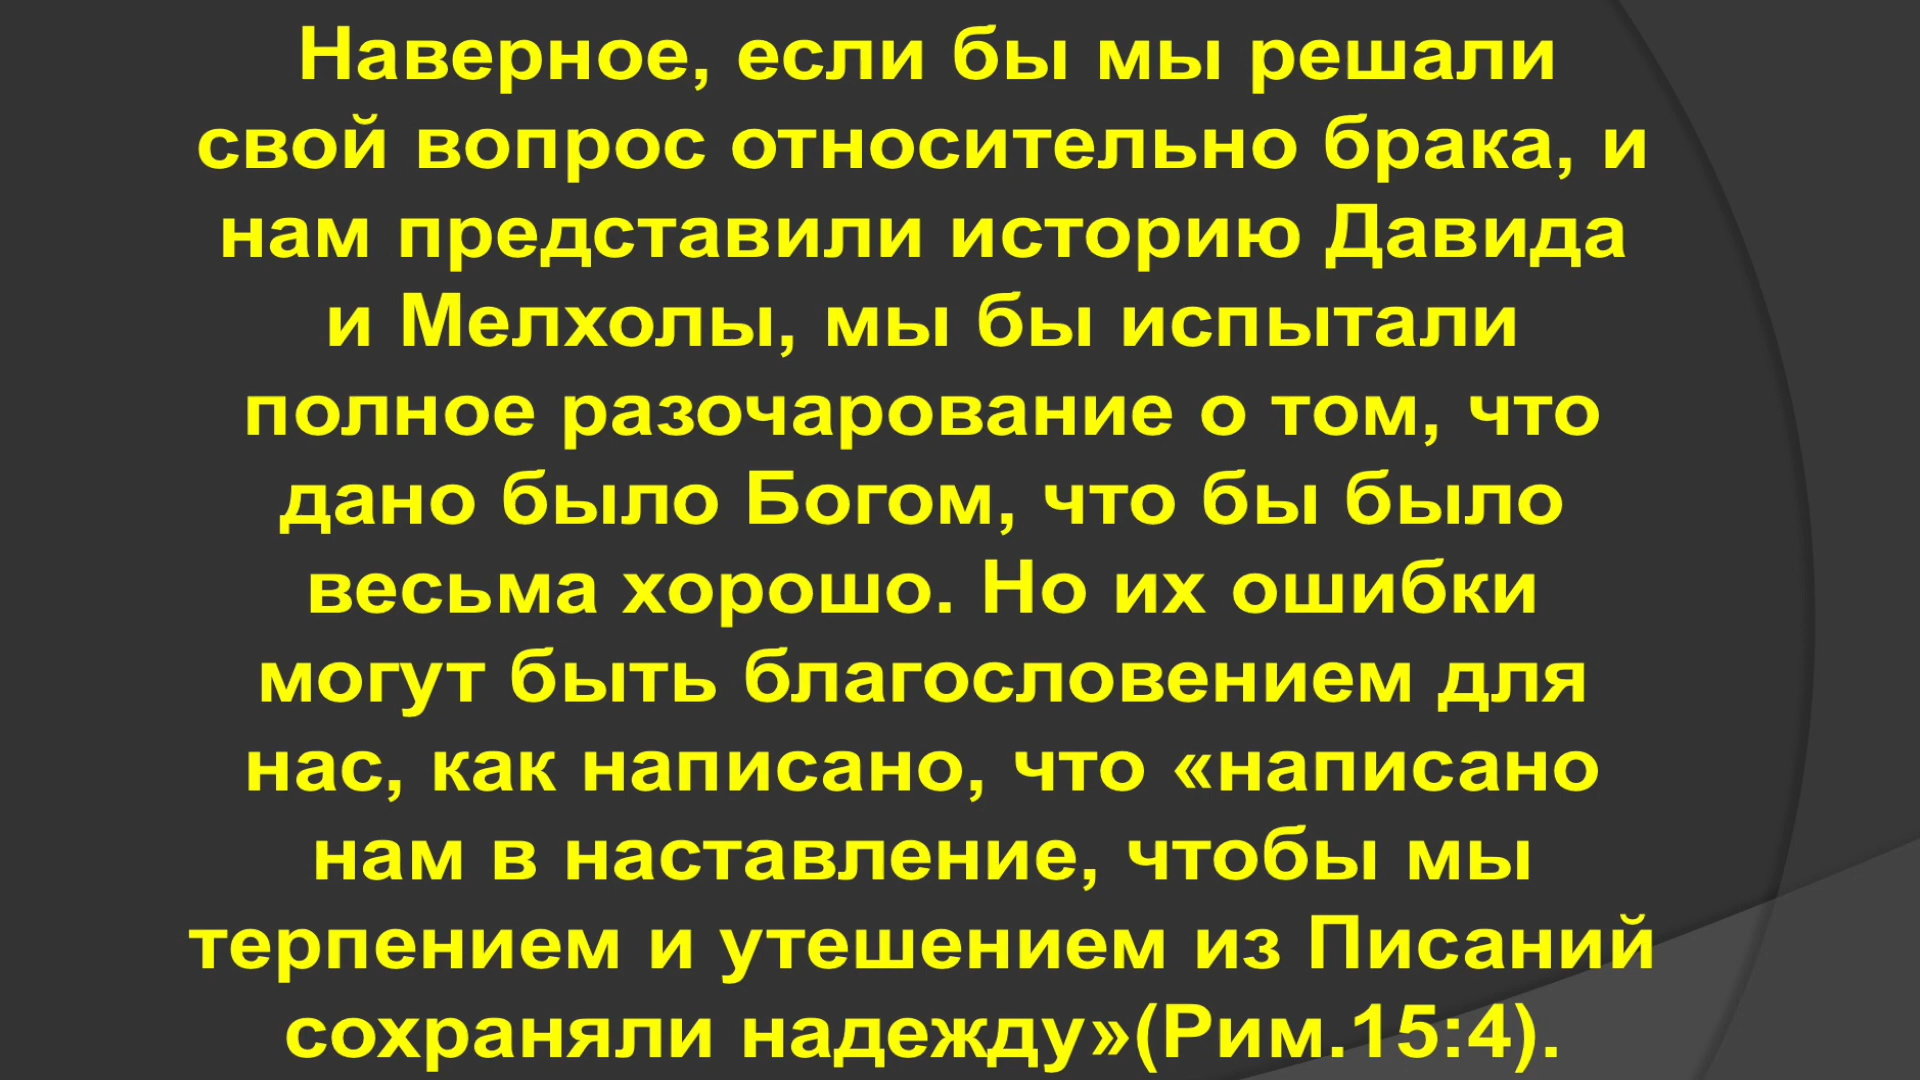 Наверное, если бы мы решали
свой вопрос относительно брака, и
нам представили историю Давида
и Мелхолы, мы бы испытали
полное разочарование о том, что
дано было Богом, что бы было
весьма хорошо. Но их ошибки
могут быть благословением для
нас, как написано, что «написано
нам в наставление, чтобы мы
терпением и утешением из Писаний
сохраняли надежду»(Рим.15:4).